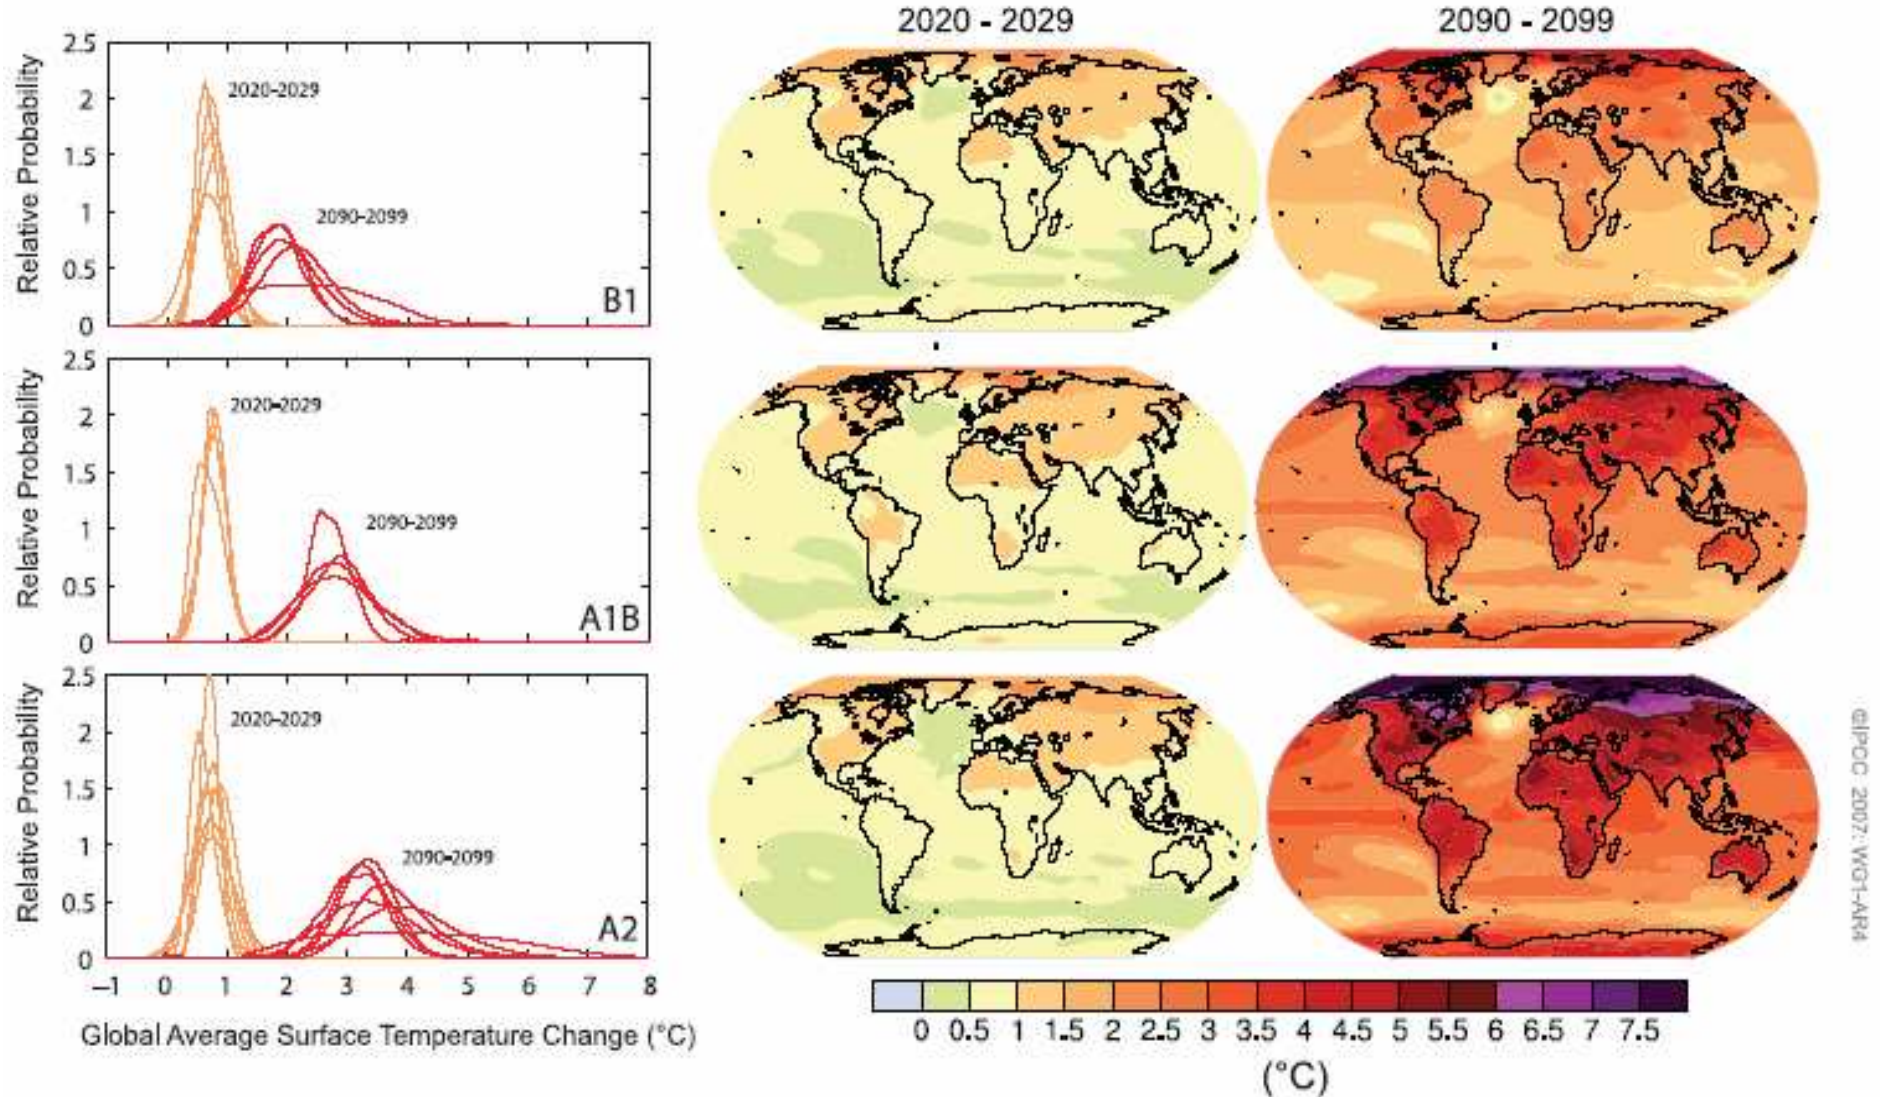 2020 - 2029
2090 - 2099
Relative Probability
2.5
2
1.5
1
0.5
0
2020-2029
2090-2099
B1
Relative Probability
2.5
2
1.5
1
0.5
0
2020-2029
2090-2099
A1B
Relative Probability
2.5
2
1.5
1
0.5
0
2020-2029
2090-2099
A2
–1 0 1 2 3 4 5 6 7 8
Global Average Surface Temperature Change (°C)
0 0.5 1 1.5 2 2.5 3 3.5 4 4.5 5 5.5 6 6.5 7 7.5
(°C)
©IPCC 2007: WG1-AR4